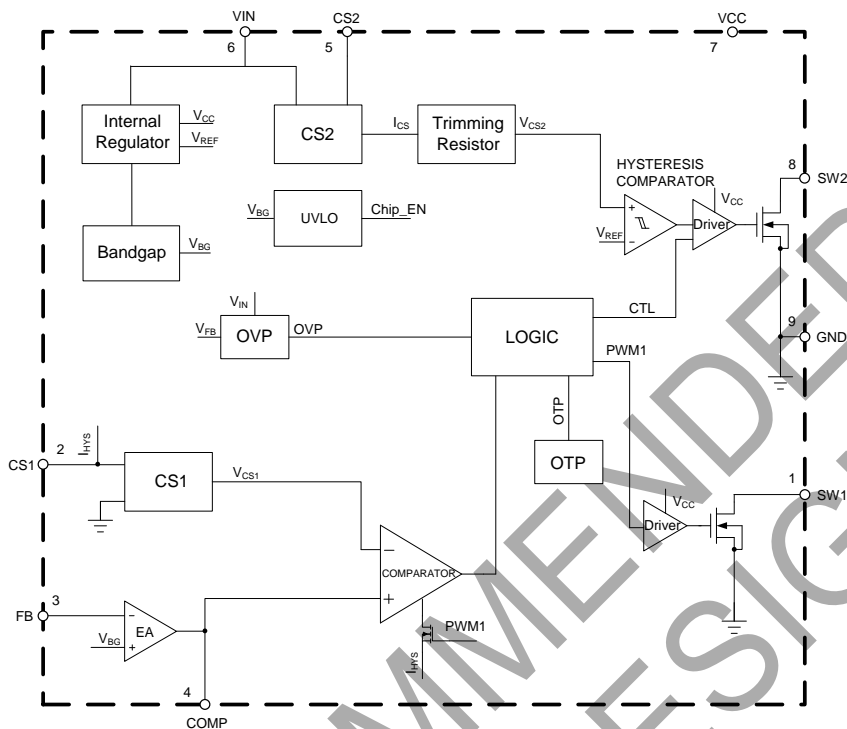 VIN
CS2
VCC
6
5
7
Internal
Regulator
VCC
VREF
CS2
ICS
Trimming
Resistor
VCS2
HYSTERESIS
COMPARATOR
8
SW2
VCC
+
VREF
−
Driver
VBG
UVLO
Chip_EN
Bandgap
VBG
VIN
VFB
OVP
OVP
LOGIC
CTL
PWM1
9
GND
OTP
OTP
2
IHYS
CS1
CS1
VCS1
1
SW1
VCC
Driver
−
COMPARATOR
+
3
FB
−
EA
VBG
+
PWM1
IHYS
4
COMP